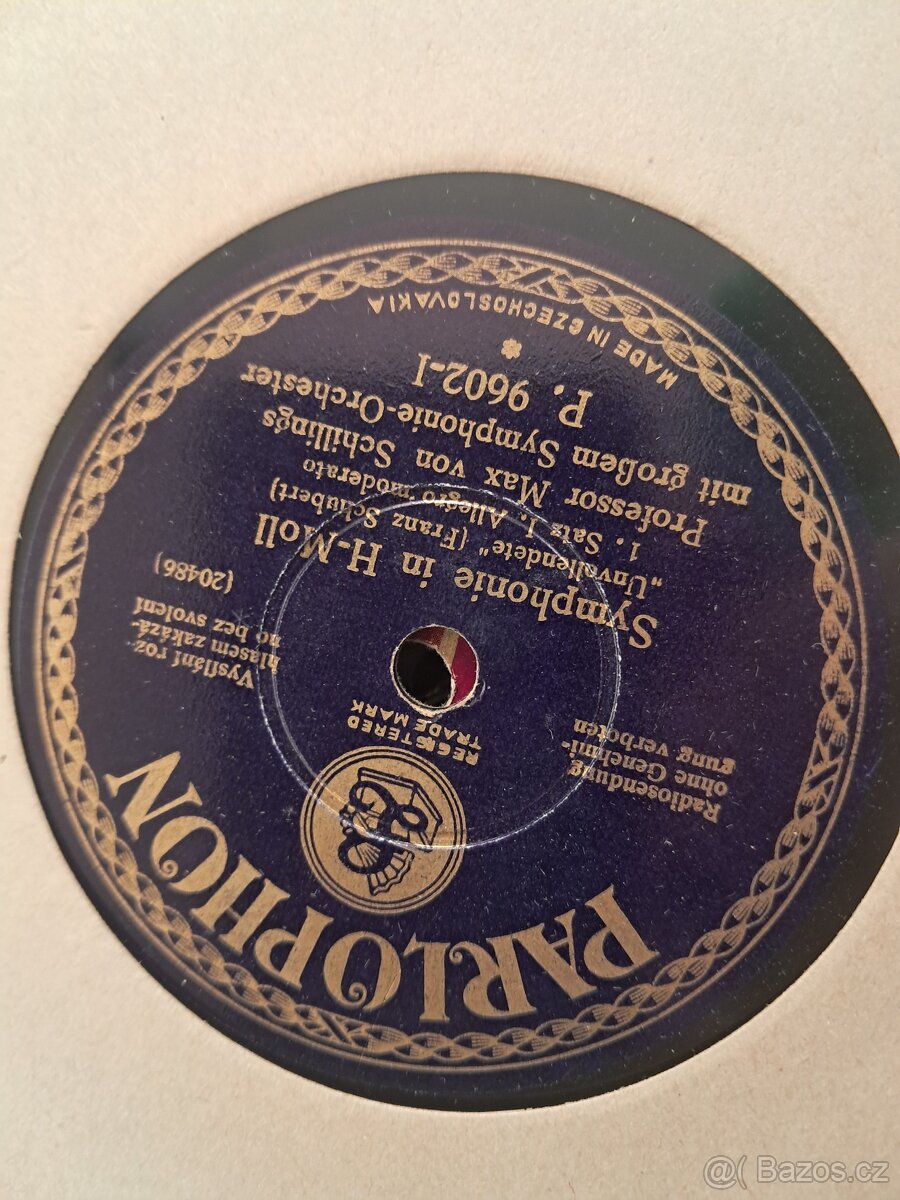 PARLOPHON
REGISTERED
TRADE MARK
Radiosendung
ohne Genehmi-
gung verboten
Vysílání roz-
hlasem zakázá-
no bez svolení
(20486)
Symphonie in H-Moll
„Unvollendete“ (Franz Schubert)
1. Satz I. Allegro moderato
Professor Max von Schillings
mit großem Symphonie-Orchester
P. 9602-I
MADE IN CZECHOSLOVAKIA
@( Bazos.cz